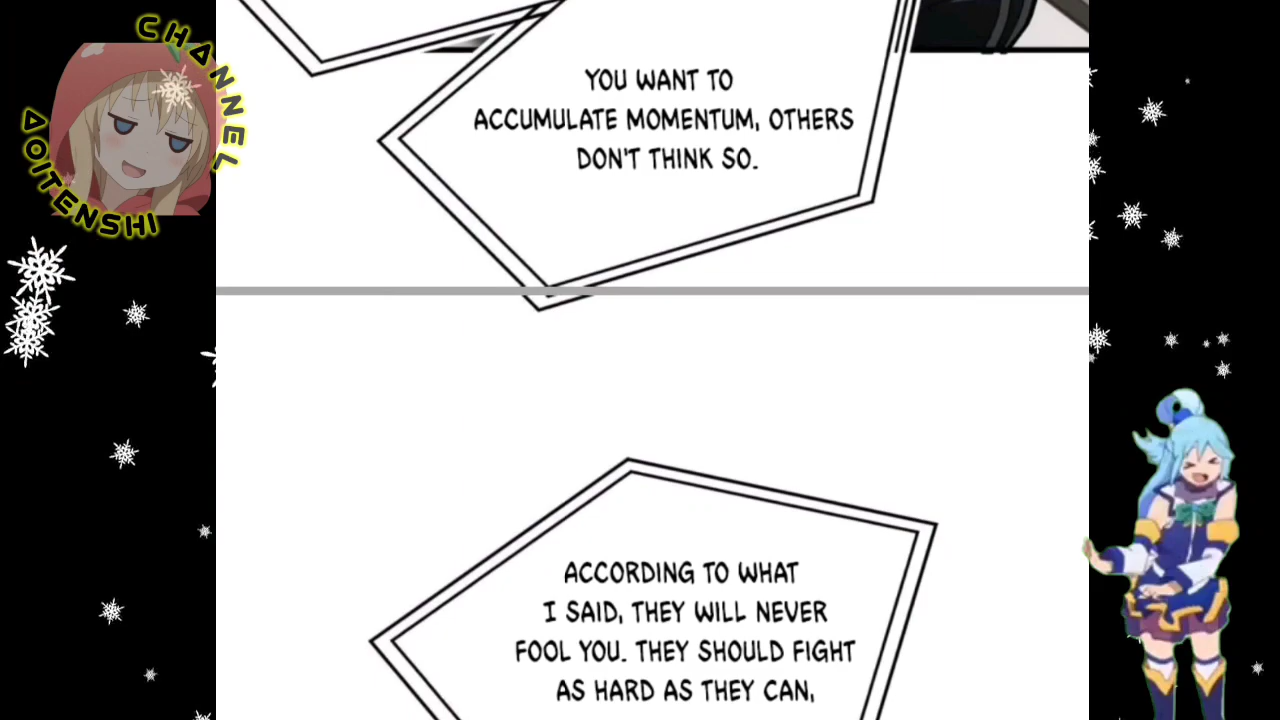 CHANNEL
AOITENSHI
YOU WANT TO
ACCUMULATE MOMENTUM, OTHERS
DON'T THINK SO.
ACCORDING TO WHAT
I SAID, THEY WILL NEVER
FOOL YOU. THEY SHOULD FIGHT
AS HARD AS THEY CAN,